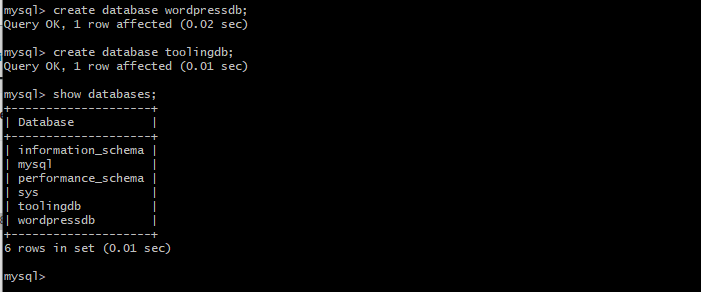 mysql> create database wordpressdb;
Query OK, 1 row affected (0.02 sec)
mysql> create database toolingdb;
Query OK, 1 row affected (0.01 sec)
mysql> show databases;
+--------------------+
| Database           |
+--------------------+
| information_schema |
| mysql              |
| performance_schema |
| sys                |
| toolingdb          |
| wordpressdb        |
+--------------------+
6 rows in set (0.01 sec)
mysql>